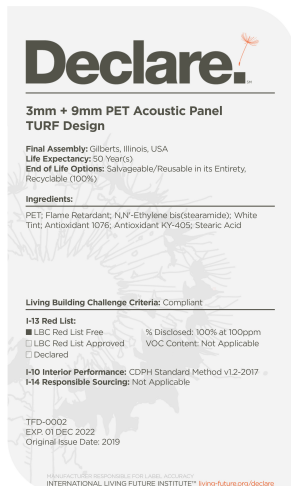 Declare.
3mm + 9mm PET Acoustic Panel
TURF Design
Final Assembly: Gilberts, Illinois, USA
Life Expectancy: 50 Year(s)
End of Life Options: Salvageable/Reusable in its Entirety,
Recyclable (100%)
Ingredients:
PET; Flame Retardant; N,N'-Ethylene bis(stearamide); White
Tint; Antioxidant 1076; Antioxidant KY-405; Stearic Acid
Living Building Challenge Criteria: Compliant
I-13 Red List:
■ LBC Red List Free % Disclosed: 100% at 100ppm
□ LBC Red List Approved VOC Content: Not Applicable
□ Declared
I-10 Interior Performance: CDPH Standard Method v1.2-2017
I-14 Responsible Sourcing: Not Applicable
TFD-0002
EXP. 01 DEC 2022
Original Issue Date: 2019
MANUFACTURER RESPONSIBLE FOR LABEL ACCURACY
INTERNATIONAL LIVING FUTURE INSTITUTE™ living-future.org/declare